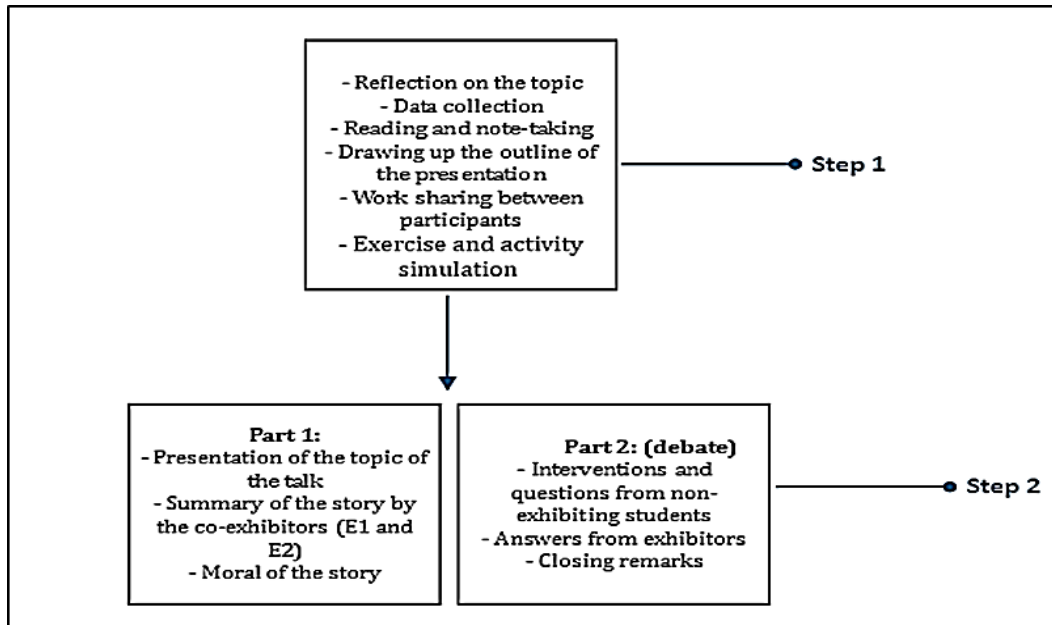 - Reflection on the topic
- Data collection
- Reading and note-taking
- Drawing up the outline of
the presentation
- Work sharing between
participants
- Exercise and activity
simulation
Step 1
Part 1:
- Presentation of the topic of
the talk
- Summary of the story by
the co-exhibitors (E1 and
E2)
- Moral of the story
Part 2: (debate)
- Interventions and
questions from non-
exhibiting students
- Answers from exhibitors
- Closing remarks
Step 2